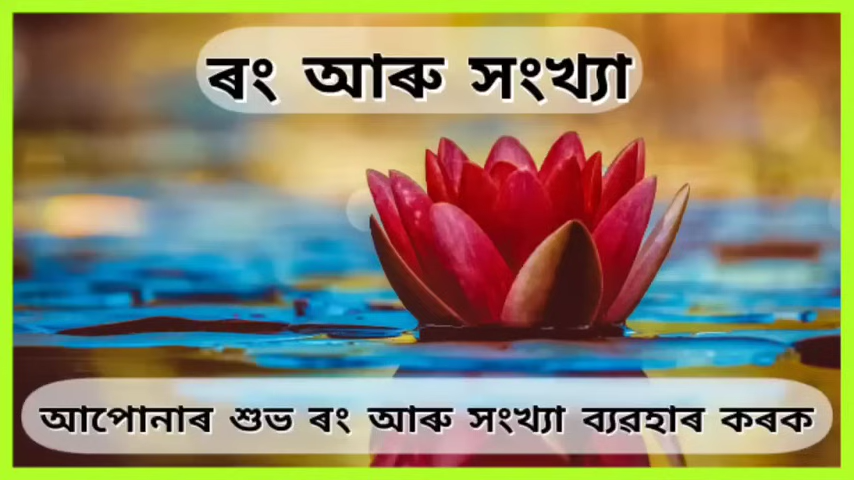 ৰং আৰু সংখ্যা
আপোনাৰ শুভ ৰং আৰু সংখ্যা ব্যৱহাৰ কৰক